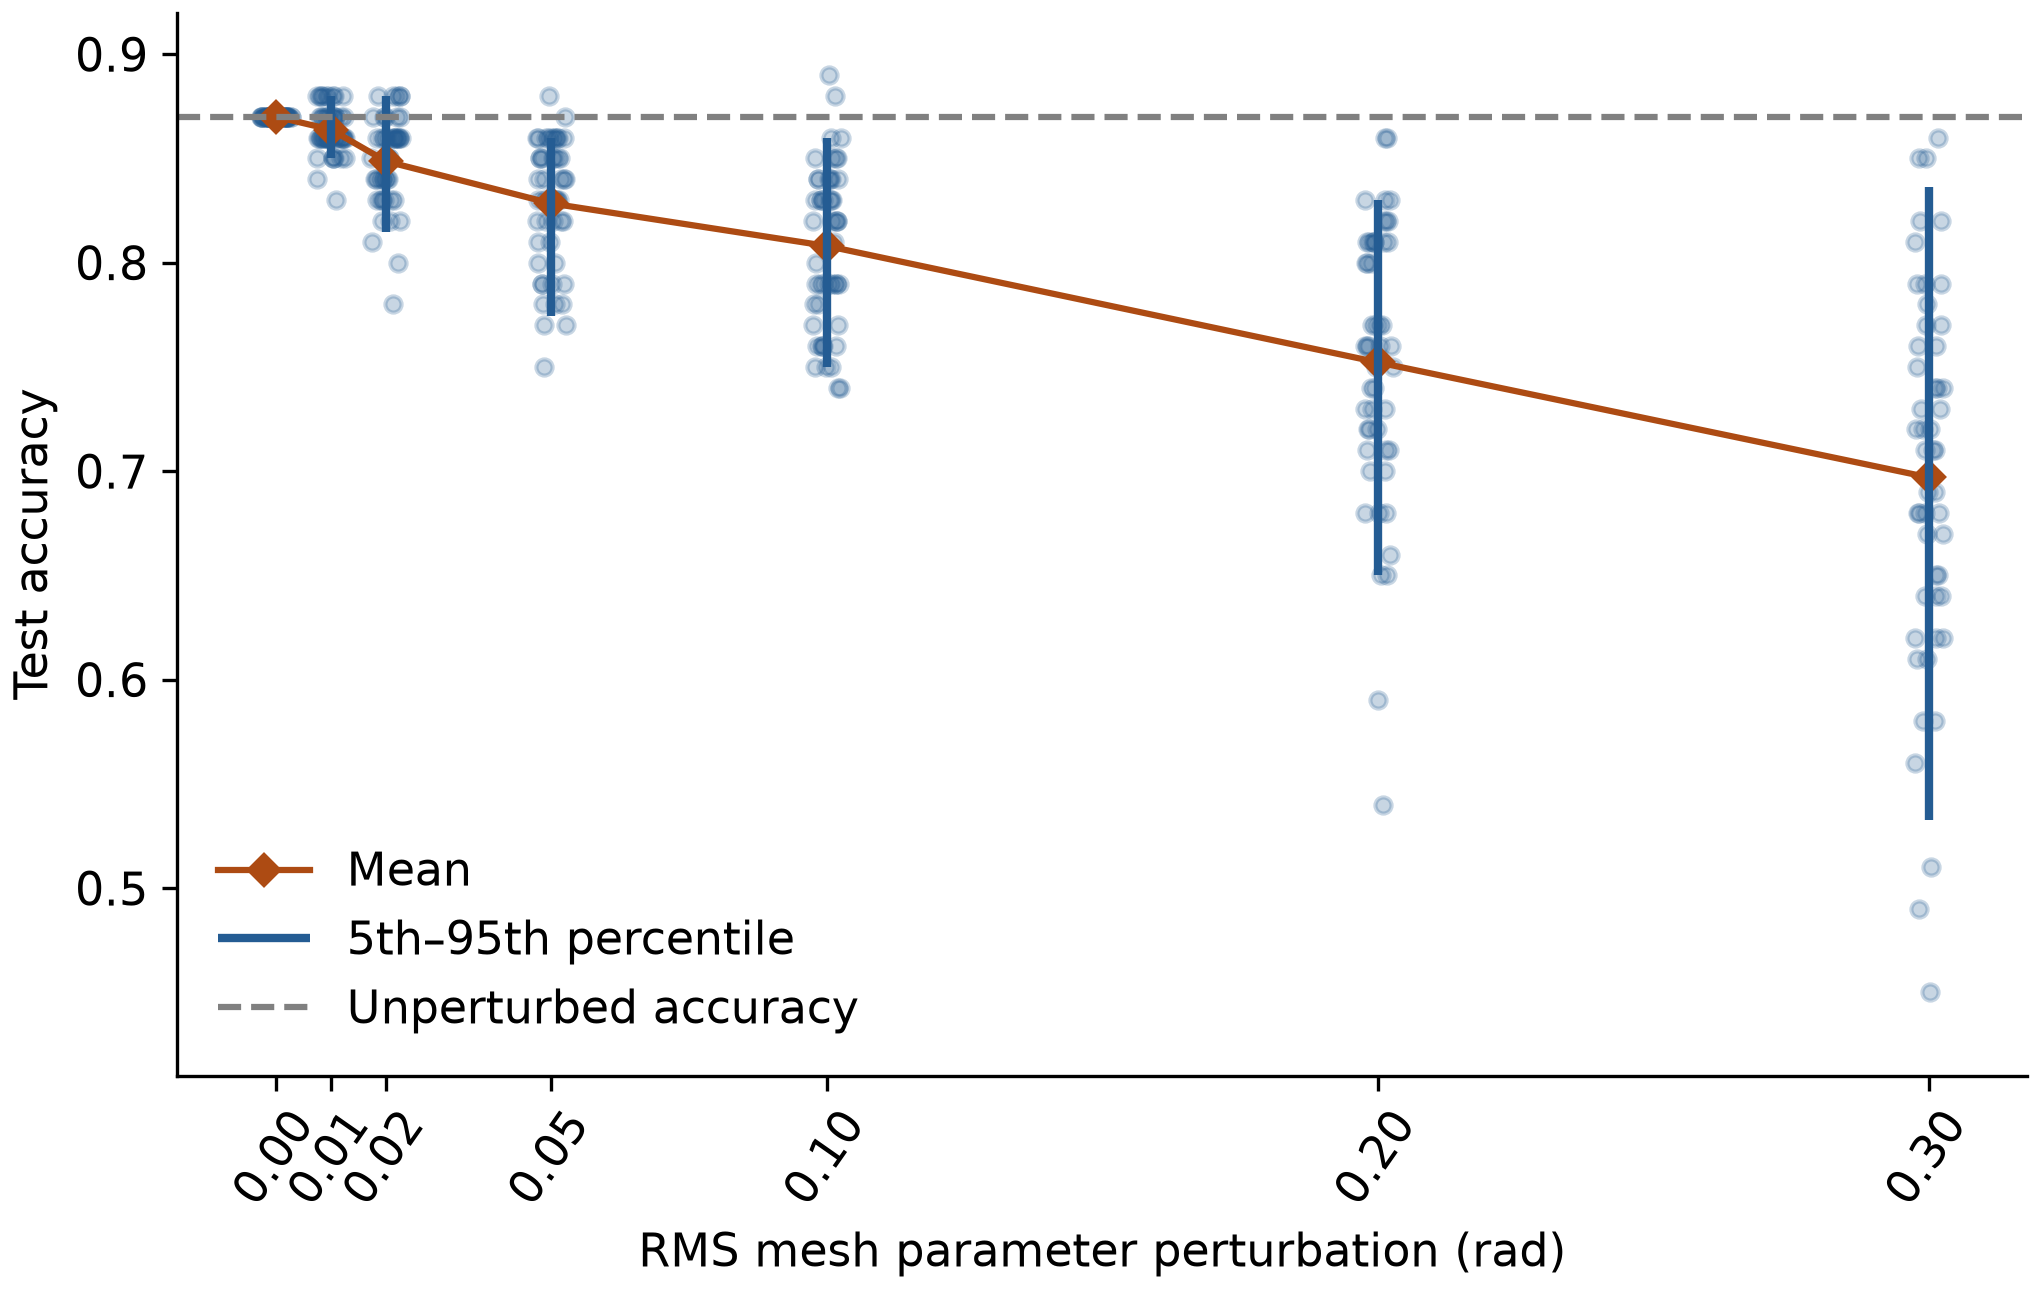 0.9
0.8
0.7
0.6
0.5
Test accuracy
Mean
5th–95th percentile
Unperturbed accuracy
0.00
0.01
0.02
0.05
0.10
0.20
0.30
RMS mesh parameter perturbation (rad)